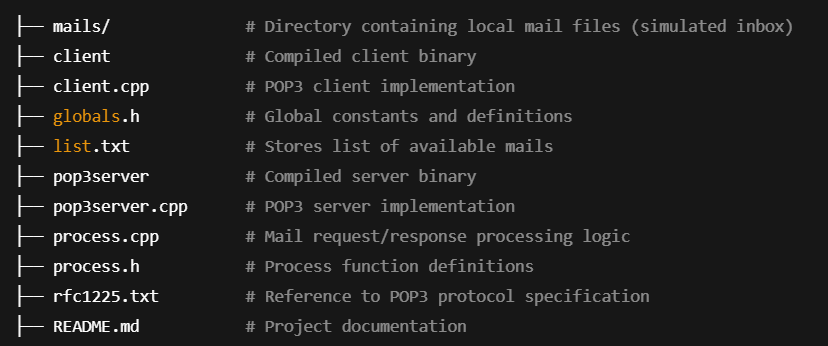 ├── mails/              # Directory containing local mail files (simulated inbox)
├── client              # Compiled client binary
├── client.cpp          # POP3 client implementation
├── globals.h           # Global constants and definitions
├── list.txt            # Stores list of available mails
├── pop3server          # Compiled server binary
├── pop3server.cpp      # POP3 server implementation
├── process.cpp         # Mail request/response processing logic
├── process.h           # Process function definitions
├── rfc1225.txt         # Reference to POP3 protocol specification
├── README.md           # Project documentation